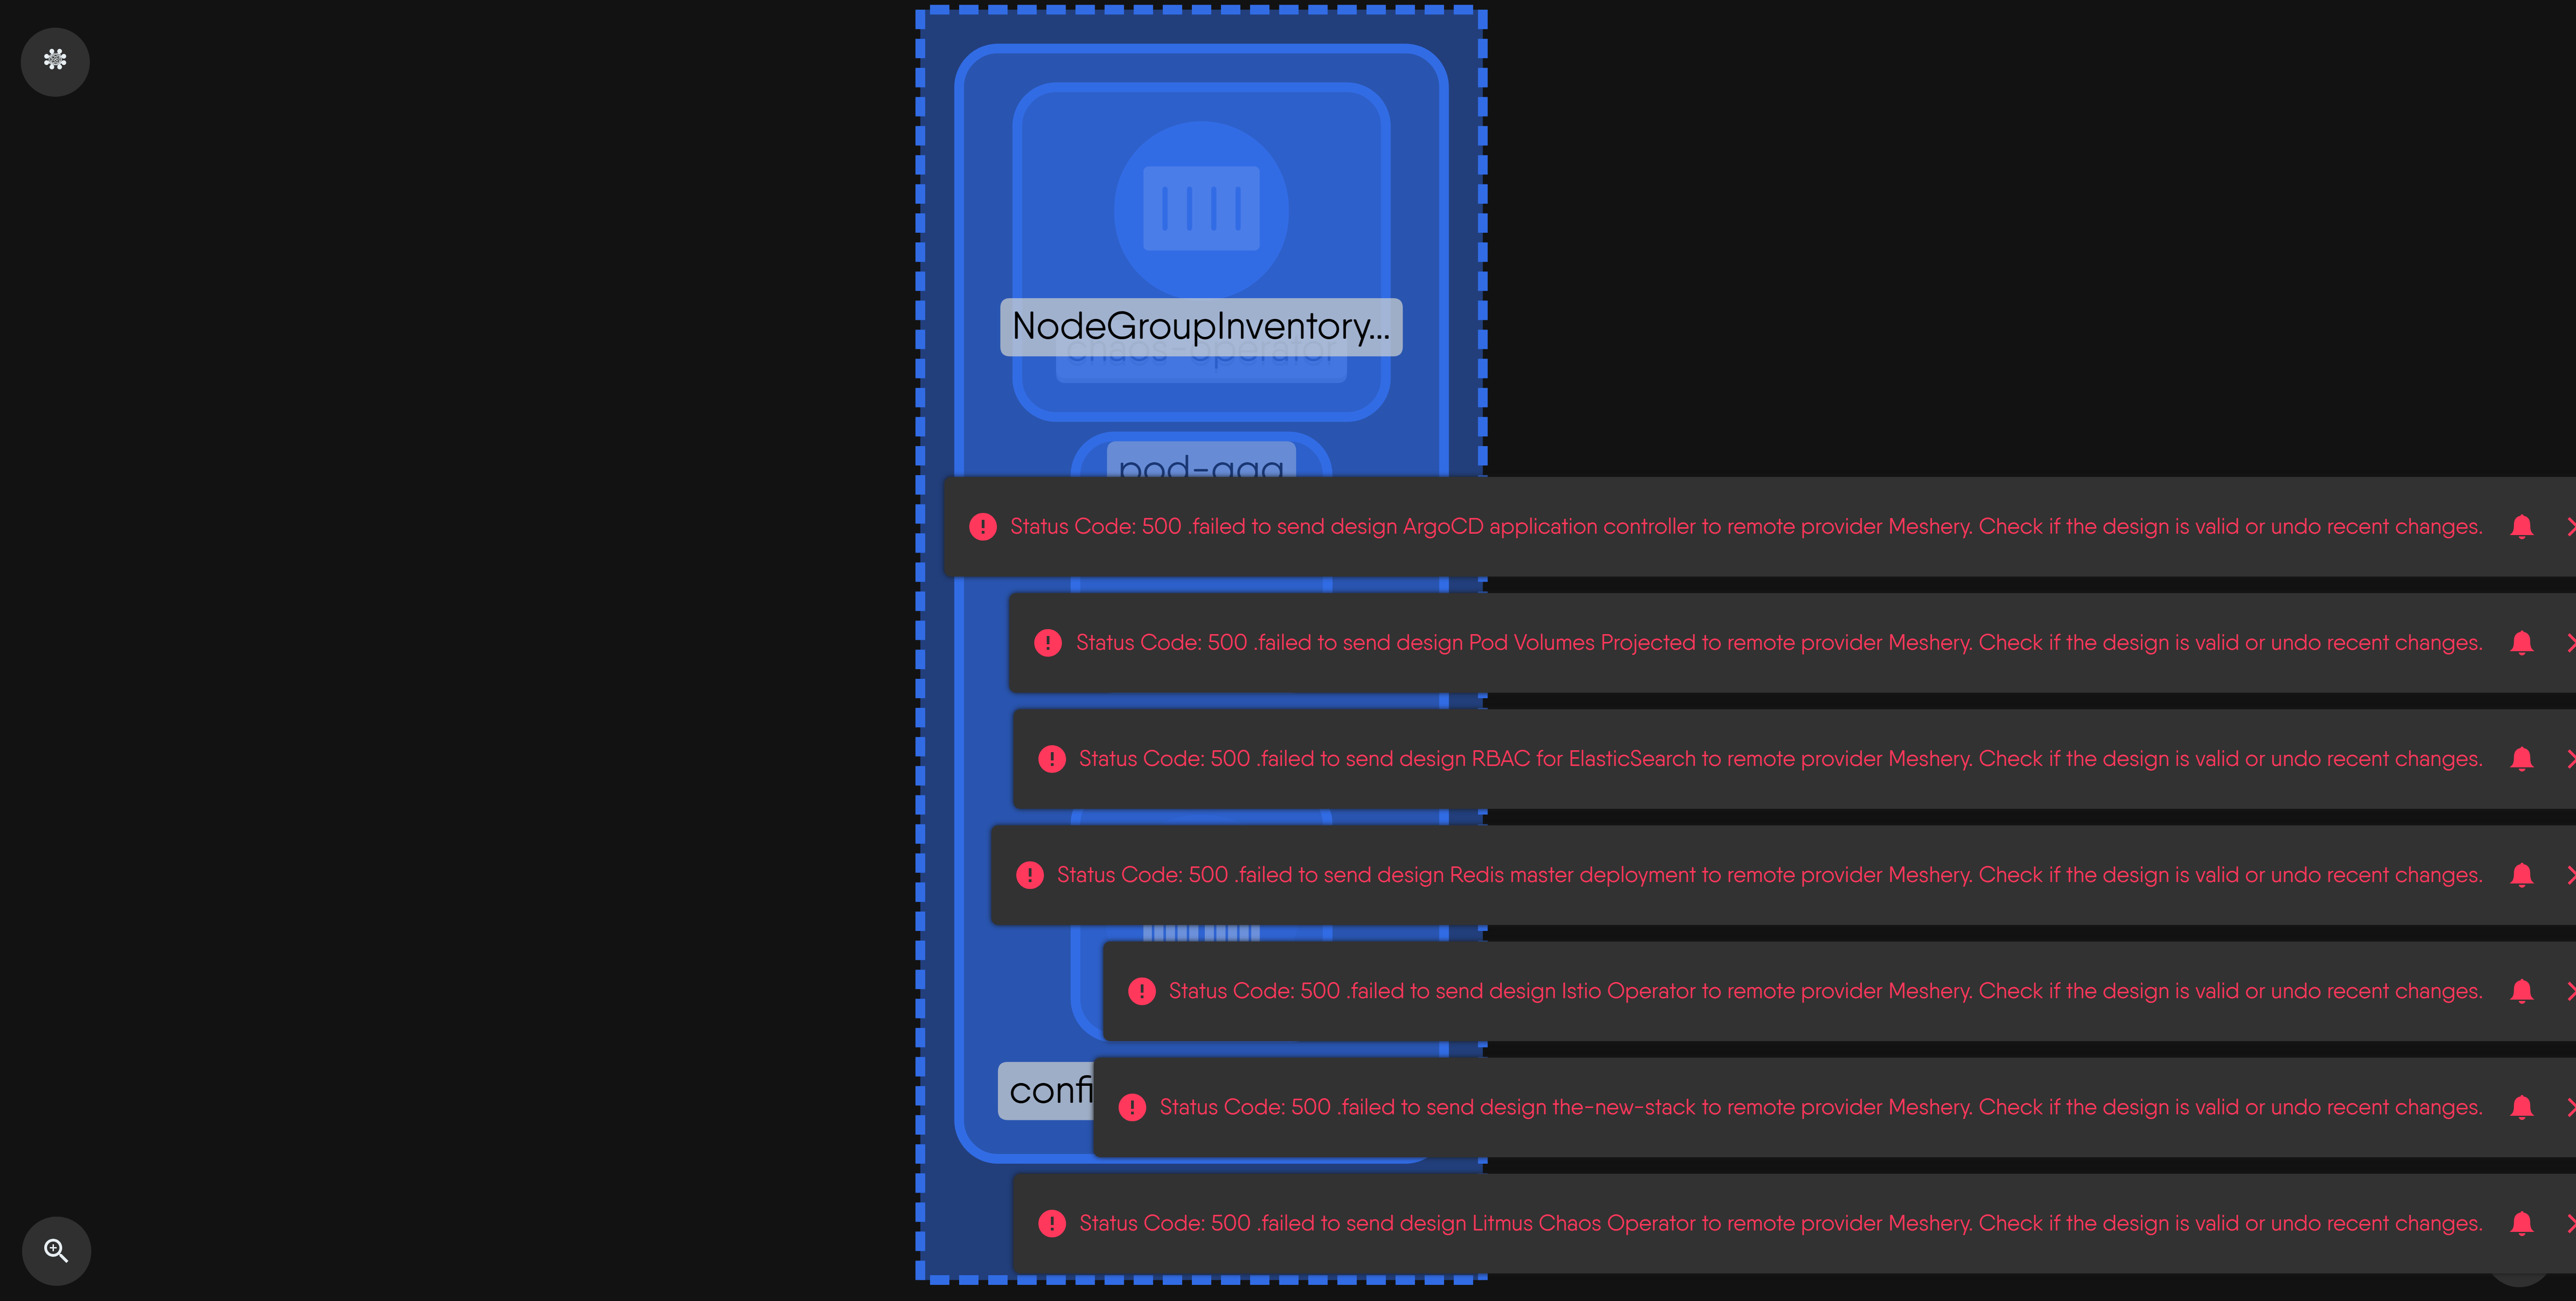 NodeGroupInventory...
chaos-operator
pod-aaa
Status Code: 500 .failed to send design ArgoCD application controller to remote provider Meshery. Check if the design is valid or undo recent changes.
Status Code: 500 .failed to send design Pod Volumes Projected to remote provider Meshery. Check if the design is valid or undo recent changes.
Status Code: 500 .failed to send design RBAC for ElasticSearch to remote provider Meshery. Check if the design is valid or undo recent changes.
Status Code: 500 .failed to send design Redis master deployment to remote provider Meshery. Check if the design is valid or undo recent changes.
Status Code: 500 .failed to send design Istio Operator to remote provider Meshery. Check if the design is valid or undo recent changes.
confi
Status Code: 500 .failed to send design the-new-stack to remote provider Meshery. Check if the design is valid or undo recent changes.
Status Code: 500 .failed to send design Litmus Chaos Operator to remote provider Meshery. Check if the design is valid or undo recent changes.